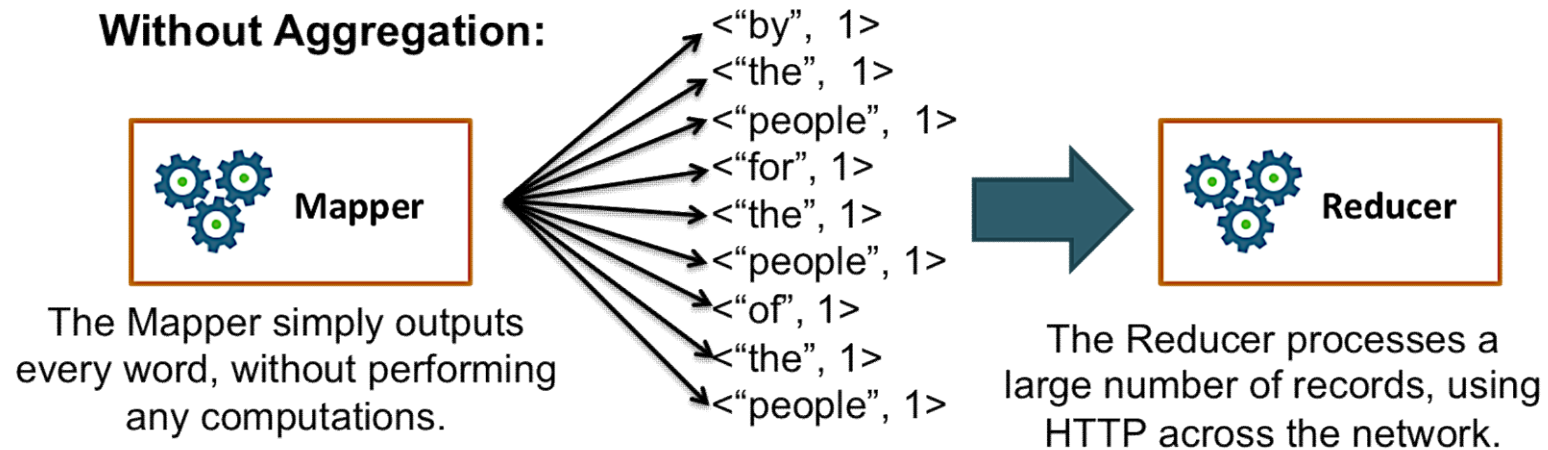 Without Aggregation:
Mapper
The Mapper simply outputs
every word, without performing
any computations.
<“by”, 1>
<“the”, 1>
<“people”, 1>
<“for”, 1>
<“the”, 1>
<“people”, 1>
<“of”, 1>
<“the”, 1>
<“people”, 1>
Reducer
The Reducer processes a
large number of records, using
HTTP across the network.